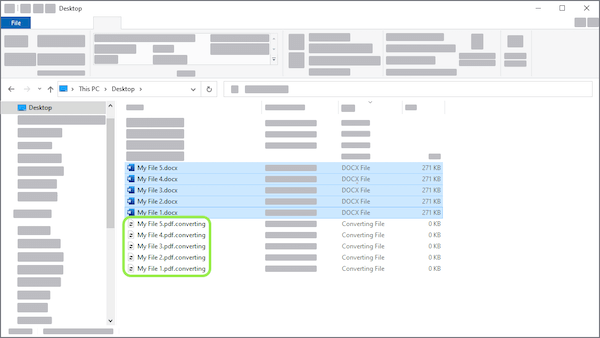 Desktop
File
This PC > Desktop >
Desktop
My File 5.docx DOCX File 271 KB
My File 4.docx DOCX File 271 KB
My File 3.docx DOCX File 271 KB
My File 2.docx DOCX File 271 KB
My File 1.docx DOCX File 271 KB
My File 5.pdf.converting Converting File 0 KB
My File 4.pdf.converting Converting File 0 KB
My File 3.pdf.converting Converting File 0 KB
My File 2.pdf.converting Converting File 0 KB
My File 1.pdf.converting Converting File 0 KB